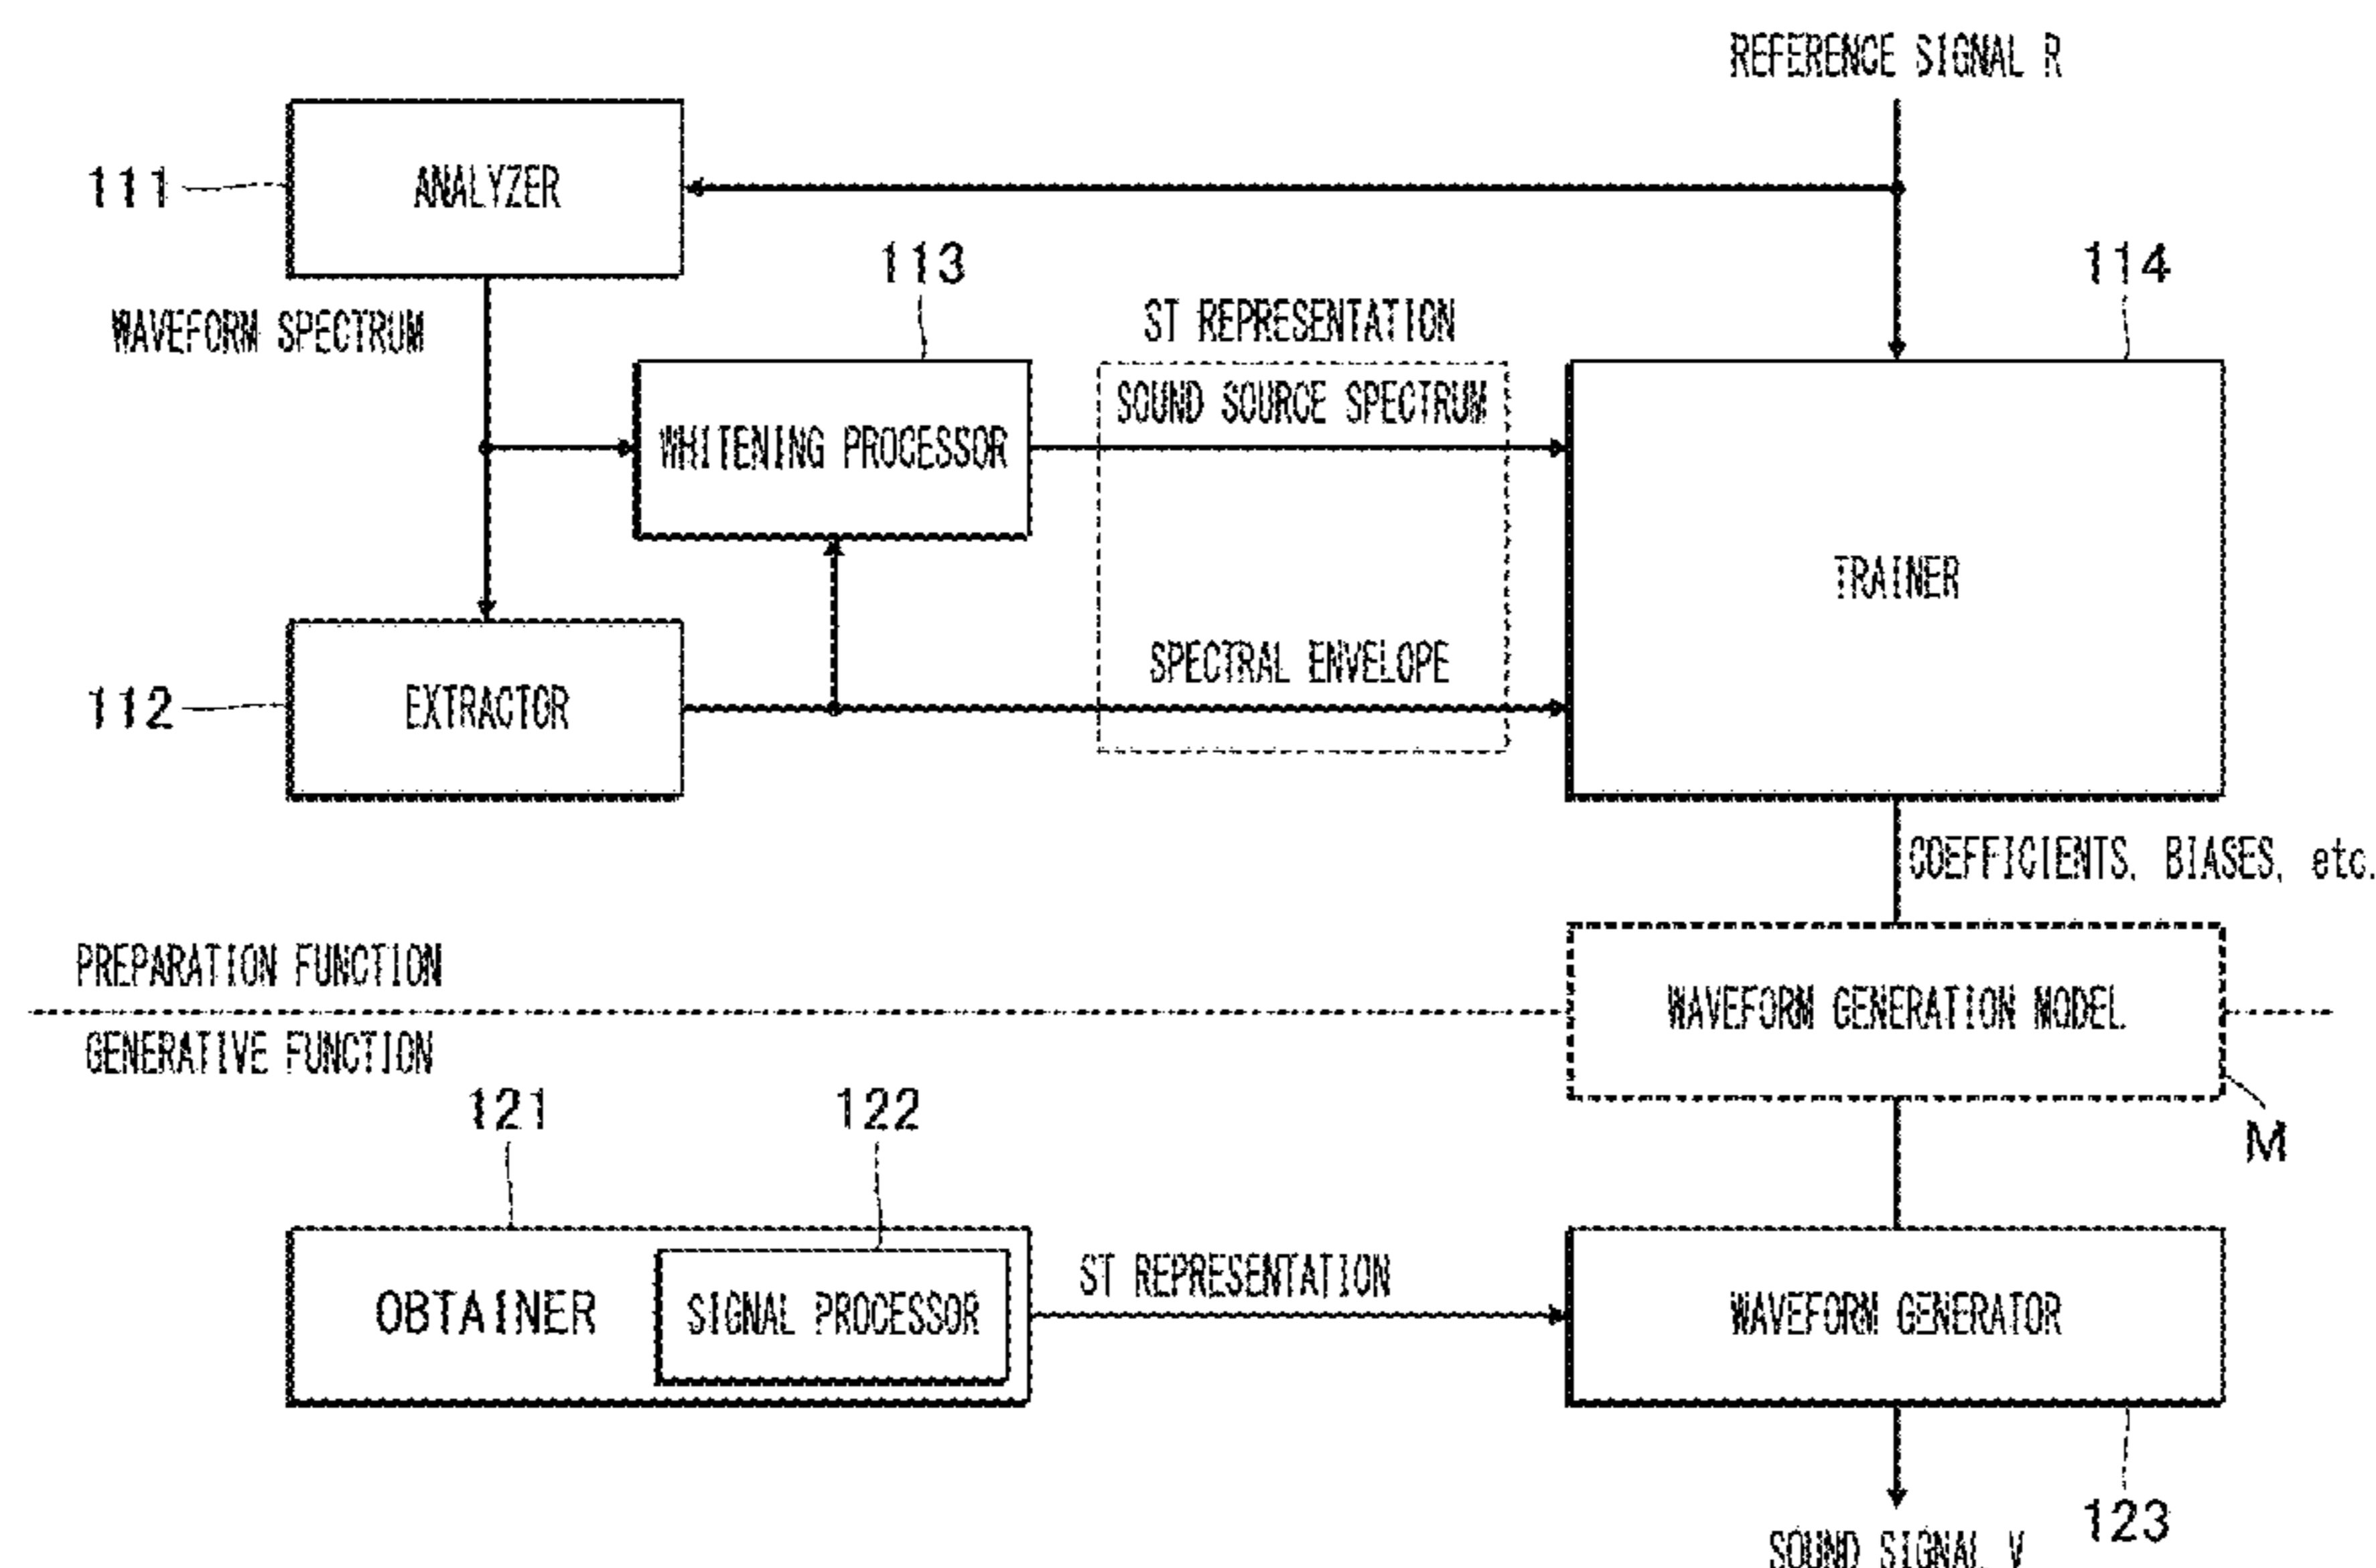 REFERENCE SIGNAL R
111
ANALYZER
113
114
WAVEFORM SPECTRUM
ST REPRESENTATION
SOUND SOURCE SPECTRUM
WHITENING PROCESSOR
TRAINER
SPECTRAL ENVELOPE
112
EXTRACTOR
COEFFICIENTS, BIASES, etc.
PREPARATION FUNCTION
WAVEFORM GENERATION MODEL
GENERATIVE FUNCTION
121
122
M
ST REPRESENTATION
OBTAINER
SIGNAL PROCESSOR
WAVEFORM GENERATOR
123
SOUND SIGNAL V